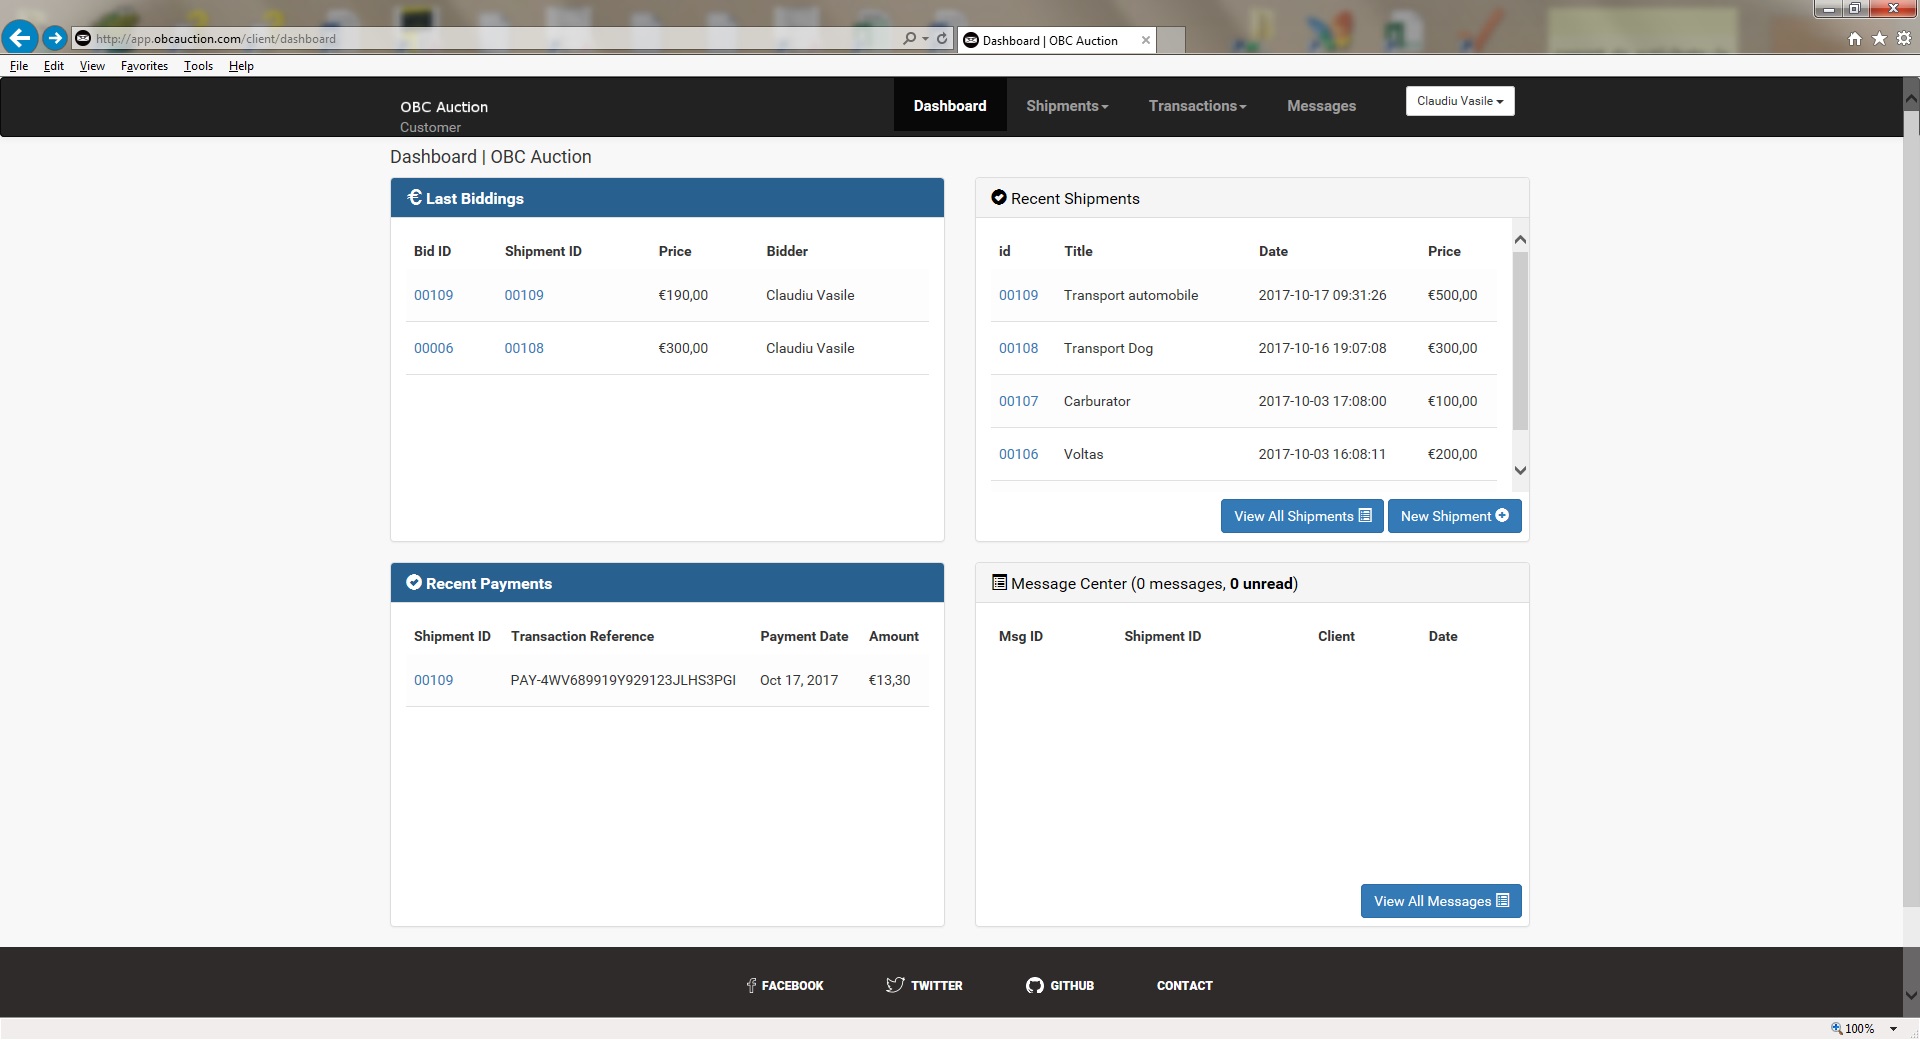 http://app.obcauction.com/client/dashboard
Dashboard | OBC Auction
File Edit View Favorites Tools Help
OBC Auction
Customer
Dashboard Shipments Transactions Messages Claudiu Vasile
Dashboard | OBC Auction
€ Last Biddings
Bid ID Shipment ID Price Bidder
00109 00109 €190,00 Claudiu Vasile
00006 00108 €300,00 Claudiu Vasile
Recent Shipments
id Title Date Price
00109 Transport automobile 2017-10-17 09:31:26 €500,00
00108 Transport Dog 2017-10-16 19:07:08 €300,00
00107 Carburator 2017-10-03 17:08:00 €100,00
00106 Voltas 2017-10-03 16:08:11 €200,00
View All Shipments New Shipment
Recent Payments
Shipment ID Transaction Reference Payment Date Amount
00109 PAY-4WV689919Y929123JLHS3PGI Oct 17, 2017 €13,30
Message Center (0 messages, 0 unread)
Msg ID Shipment ID Client Date
View All Messages
FACEBOOK TWITTER GITHUB CONTACT
100%